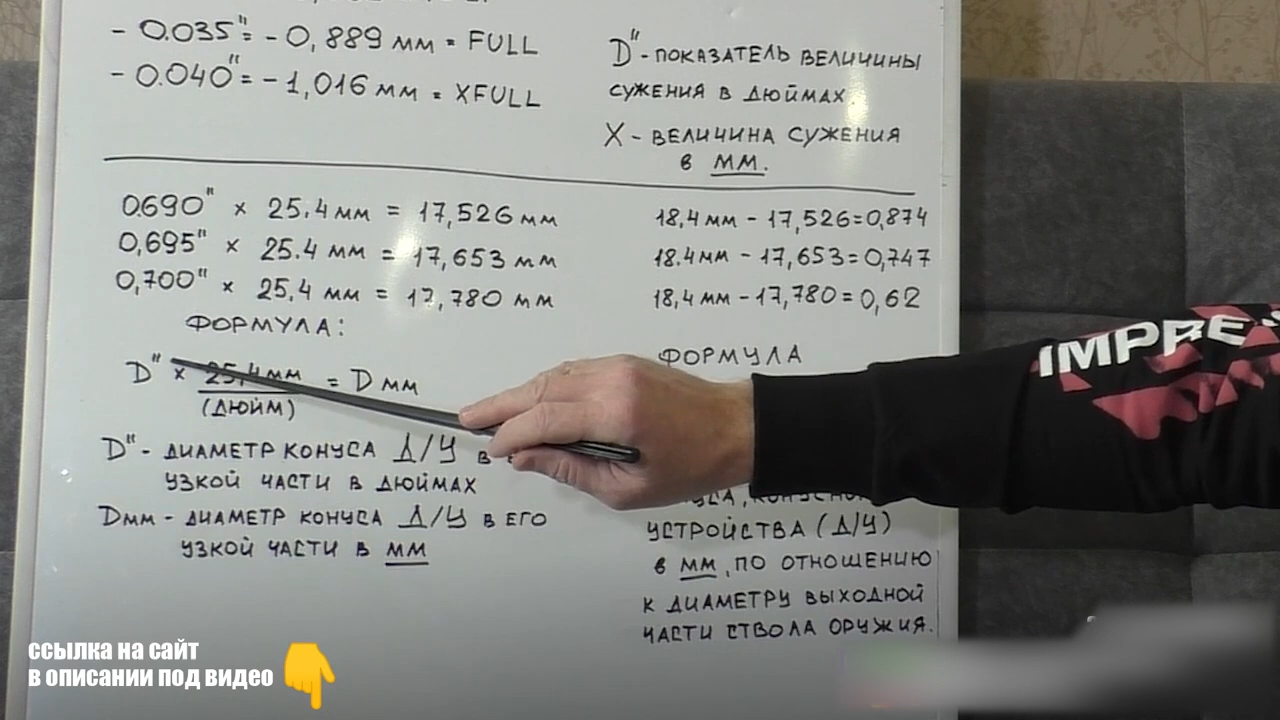 - 0.035" = - 0,889 мм = FULL
- 0.040" = - 1,016 мм = XFULL
D" - ПОКАЗАТЕЛЬ ВЕЛИЧИНЫ
СУЖЕНИЯ В ДЮЙМАХ
X - ВЕЛИЧИНА СУЖЕНИЯ
В ММ.
0.690" × 25.4 мм = 17,526 мм
0,695" × 25.4 мм = 17,653 мм
0,700" × 25,4 мм = 17,780 мм
ФОРМУЛА:
D" × 25,4 мм = D мм
(ДЮЙМ)
D" - ДИАМЕТР КОНУСА Д/У В
УЗКОЙ ЧАСТИ В ДЮЙМАХ
Dмм - ДИАМЕТР КОНУСА Д/У В ЕГО
УЗКОЙ ЧАСТИ В ММ
18,4 мм - 17,526 = 0,874
18.4 мм - 17,653 = 0,747
18,4 мм - 17,780 = 0,62
ФОРМУЛА
УСТРОЙСТВА (Д/У)
В ММ, ПО ОТНОШЕНИЮ
К ДИАМЕТРУ ВЫХОДНОЙ
ЧАСТИ СТВОЛА ОРУЖИЯ.
IMPRE
ссылка на сайт
в описании под видео